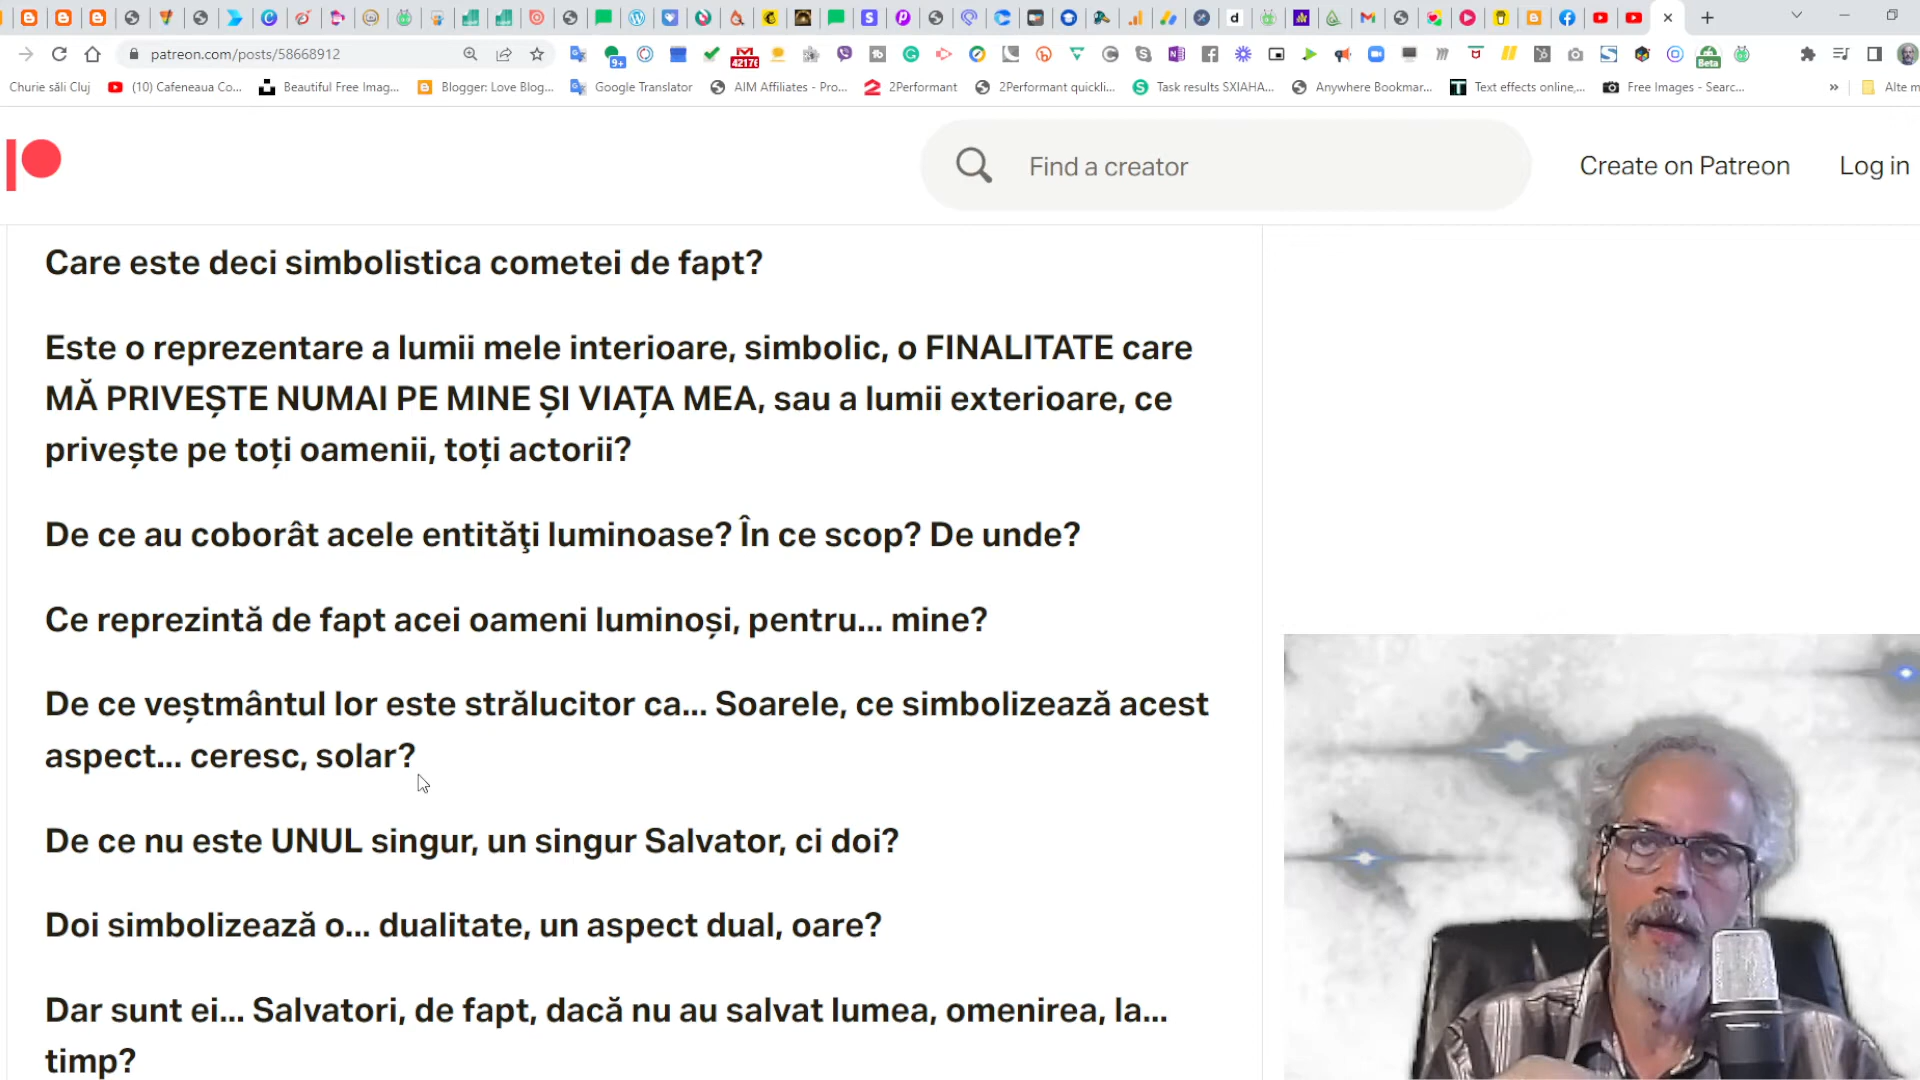 patreon.com/posts/58668912
9+
42176
Beta
Churie săli Cluj
(10) Cafeneaua Co...
Beautiful Free Imag...
Blogger: Love Blog...
Google Translator
AIM Affiliates - Pro...
2Performant
2Performant quickli...
Task results SXIAHA...
Anywhere Bookmar...
Text effects online,...
Free Images - Searc...
»
Alte m
Find a creator
Create on Patreon
Log in
Care este deci simbolistica cometei de fapt?
Este o reprezentare a lumii mele interioare, simbolic, o FINALITATE care
MĂ PRIVEȘTE NUMAI PE MINE ȘI VIAȚA MEA, sau a lumii exterioare, ce
privește pe toți oamenii, toți actorii?
De ce au coborât acele entităţi luminoase? În ce scop? De unde?
Ce reprezintă de fapt acei oameni luminoși, pentru... mine?
De ce veștmântul lor este strălucitor ca... Soarele, ce simbolizează acest
aspect... ceresc, solar?
De ce nu este UNUL singur, un singur Salvator, ci doi?
Doi simbolizează o... dualitate, un aspect dual, oare?
Dar sunt ei... Salvatori, de fapt, dacă nu au salvat lumea, omenirea, la...
timp?